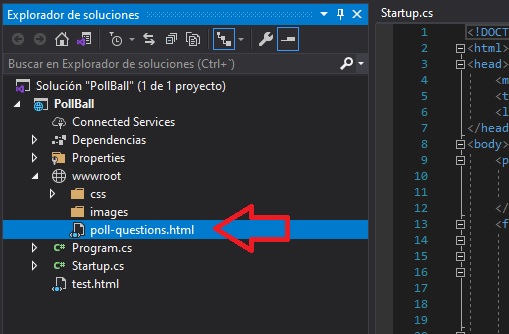 Explorador de soluciones
Buscar en Explorador de soluciones (Ctrl+´)
Solución "PollBall" (1 de 1 proyecto)
PollBall
Connected Services
Dependencias
Properties
wwwroot
css
images
poll-questions.html
Program.cs
Startup.cs
test.html
Startup.cs
1 <!DOCT
2 <html>
3 <head>
4 <m
5 <t
6 <l
7 </head
8 <body>
9 <p
10
11
12 </
13 <f
14
15
16
17
18
19